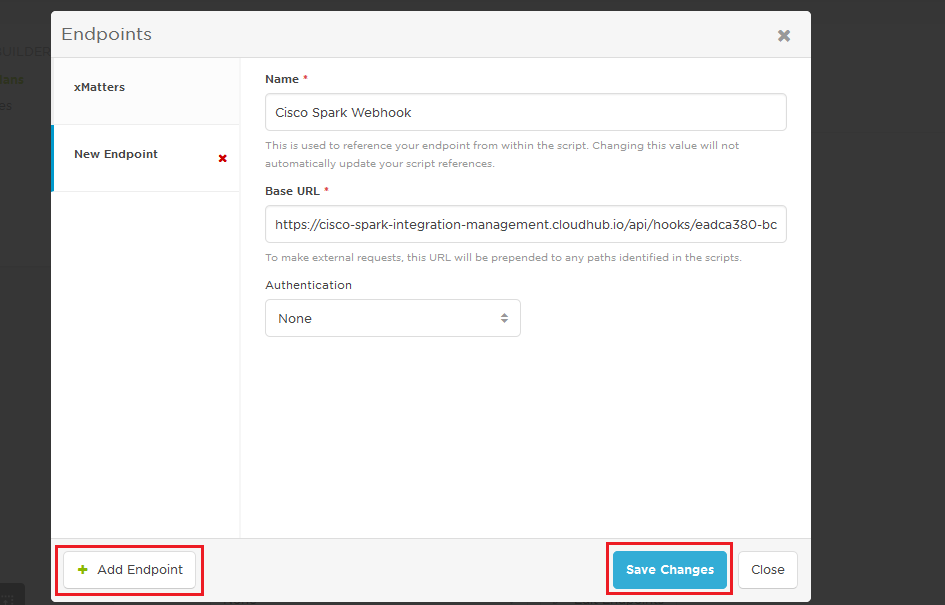 Endpoints
xMatters
New Endpoint
Name *
Cisco Spark Webhook
This is used to reference your endpoint from within the script. Changing this value will not
automatically update your script references.
Base URL *
https://cisco-spark-integration-management.cloudhub.io/api/hooks/eadca380-bc
To make external requests, this URL will be prepended to any paths identified in the scripts.
Authentication
None
+ Add Endpoint
Save Changes
Close